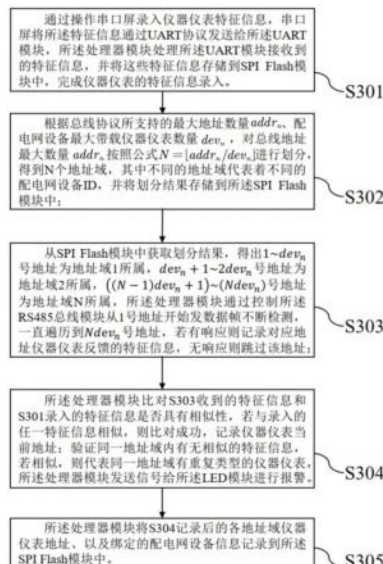 通过操作串口屏录入仪器仪表特征信息，串口
屏将所述特征信息通过UART协议发送给所述UART
模块，所述处理器模块处理所述UART模块接收到
的特征信息，并将这些特征信息存储到SPI Flash模
块中，完成仪器仪表的特征信息录入。
S301
根据总线协议所支持的最大地址数量addrₙ、配
电网设备最大带载仪器仪表数量devₙ，对总线地址
最大数量addrₙ按照公式N = ⌊addrₙ/devₙ⌋进行划分，
得到N个地址域，其中不同的地址域代表着不同的
配电网设备ID，并将划分结果存储到所述SPI Flash
模块中；
S302
从SPI Flash模块中获取划分结果，得出1~devₙ
号地址为地址域1所属，devₙ + 1~2devₙ号地址为
地址域2所属，((N − 1)devₙ + 1)~(Ndevₙ)号地址
为地址域N所属，所述处理器模块通过控制所述
RS485总线模块从1号地址开始发数据帧不断检测，
一直遍历到Ndevₙ号地址，若有响应则记录对应地
址仪器仪表反馈的特征信息，无响应则跳过该地址；
S303
所述处理器模块比对S303收到的特征信息和
S301录入的特征信息是否具有相似性，若与录入的
任一特征信息相似，则比对成功，记录仪器仪表当
前地址；验证同一地址域内有无相似的特征信息，
若相似，则代表同一地址域有重复类型的仪器仪表，
所述处理器模块发送信号给所述LED模块进行报警。
S304
所述处理器模块将S304记录后的各地址域仪器
仪表地址、以及绑定的配电网设备信息记录到所述
SPI Flash模块中。
S305